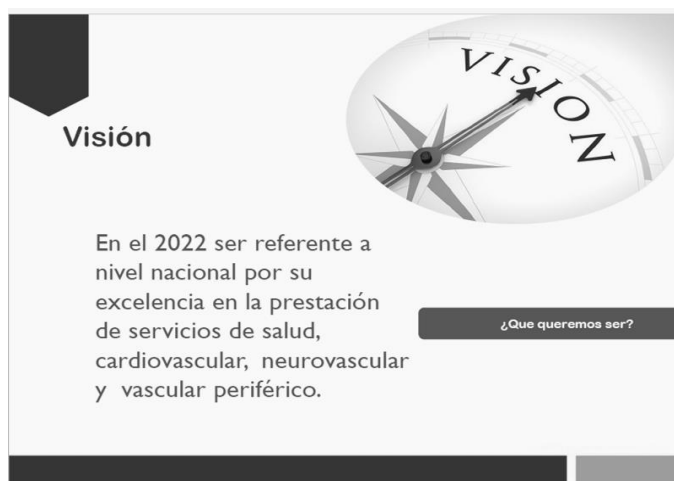 VISION
Visión
En el 2022 ser referente a
nivel nacional por su
excelencia en la prestación
de servicios de salud,
cardiovascular, neurovascular
y vascular periférico.
¿Que queremos ser?